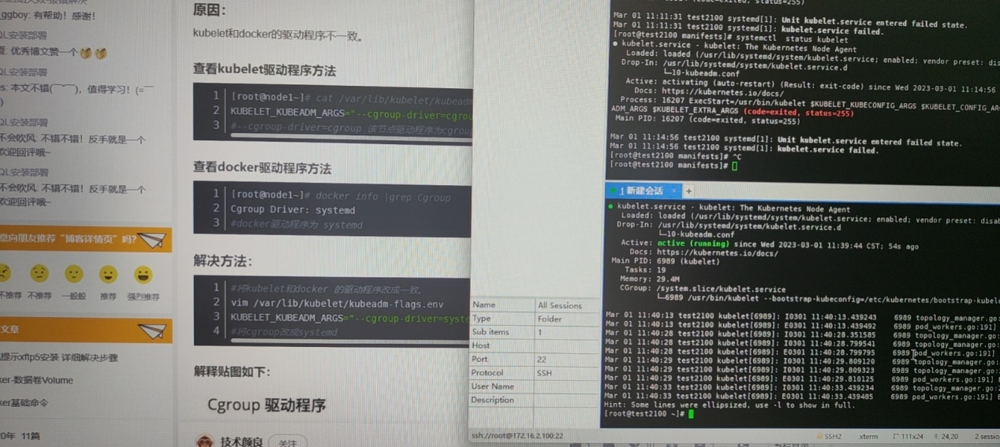 ggboy: 有帮助！感谢！
QL安装部署
优秀博文赞一个
QL安装部署
s: 本文不错(￣￣), 值得学习！(=￣
)
QL安装部署
不会吹风: 不错不错！反手就是一个
欢迎回评哦~
QL安装部署
不会吹风: 不错不错！反手就是一个
欢迎回评哦~
意向朋友推荐“博客详情页”吗?
不推荐 不推荐 一般般 推荐 强烈推荐
文章
提示xftp5安装 详细解决步骤
ker-数据卷Volume
ker基础命令
0年 11篇
原因：
kubelet和docker的驱动程序不一致。
查看kubelet驱动程序方法
1 [root@node1~]# cat /var/lib/kubelet/kubeadm
2 KUBELET_KUBEADM_ARGS="--cgroup-driver=cgrou
3 #--cgroup-driver=cgroup 该节点驱动程序为cgroup
查看docker驱动程序方法
1 [root@node1~]# docker info |grep Cgroup
2 Cgroup Driver: systemd
3 #docker驱动程序为 systemd
解决方法：
1 #将kubelet和docker 的驱动程序改成一致。
2 vim /var/lib/kubelet/kubeadm-flags.env
3 KUBELET_KUBEADM_ARGS="--cgroup-driver=syste
4 #将cgroup改成systemd
解释贴图如下：
Cgroup 驱动程序
技术颜良 关注
Name All Sessions
Type Folder
Sub items 1
Host
Port 22
Protocol SSH
User Name
Description
status=255)
Mar 01 11:11:31 test2100 systemd[1]: Unit kubelet.service entered failed state.
Mar 01 11:11:31 test2100 systemd[1]: kubelet.service failed.
[root@test2100 manifests]# systemctl  status kubelet
● kubelet.service - kubelet: The Kubernetes Node Agent
Loaded: loaded (/usr/lib/systemd/system/kubelet.service; enabled; vendor preset: dis
Drop-In: /usr/lib/systemd/system/kubelet.service.d
└─10-kubeadm.conf
Active: activating (auto-restart) (Result: exit-code) since Wed 2023-03-01 11:14:56
Docs: https://kubernetes.io/docs/
Process: 16207 ExecStart=/usr/bin/kubelet $KUBELET_KUBECONFIG_ARGS $KUBELET_CONFIG_AR
ADM_ARGS $KUBELET_EXTRA_ARGS (code=exited, status=255)
Main PID: 16207 (code=exited, status=255)
Mar 01 11:14:56 test2100 systemd[1]: Unit kubelet.service entered failed state.
Mar 01 11:14:56 test2100 systemd[1]: kubelet.service failed.
[root@test2100 manifests]# ^C
[root@test2100 manifests]#
1 新建会话 × +
● kubelet.service - kubelet: The Kubernetes Node Agent
Loaded: loaded (/usr/lib/systemd/system/kubelet.service; enabled; vendor preset: disab
Drop-In: /usr/lib/systemd/system/kubelet.service.d
└─10-kubeadm.conf
Active: active (running) since Wed 2023-03-01 11:39:44 CST; 54s ago
Docs: https://kubernetes.io/docs/
Main PID: 6989 (kubelet)
Tasks: 19
Memory: 29.4M
CGroup: /system.slice/kubelet.service
└─6989 /usr/bin/kubelet --bootstrap-kubeconfig=/etc/kubernetes/bootstrap-kubel
Mar 01 11:40:13 test2100 kubelet[6989]: I0301 11:40:13.439243 6989 topology_manager.go:
Mar 01 11:40:13 test2100 kubelet[6989]: E0301 11:40:13.439492 6989 pod_workers.go:191]
Mar 01 11:40:28 test2100 kubelet[6989]: I0301 11:40:28.351585 6989 topology_manager.go:
Mar 01 11:40:28 test2100 kubelet[6989]: I0301 11:40:28.799541 6989 topology_manager.go:
Mar 01 11:40:28 test2100 kubelet[6989]: E0301 11:40:28.799795 6989 pod_workers.go:191]
Mar 01 11:40:29 test2100 kubelet[6989]: I0301 11:40:29.809120 6989 topology_manager.go:
Mar 01 11:40:29 test2100 kubelet[6989]: I0301 11:40:29.809323 6989 topology_manager.go:
Mar 01 11:40:29 test2100 kubelet[6989]: E0301 11:40:29.810125 6989 pod_workers.go:191] E
Mar 01 11:40:33 test2100 kubelet[6989]: I0301 11:40:33.439234 6989 topology_manager.go:2
Mar 01 11:40:33 test2100 kubelet[6989]: E0301 11:40:33.439485 6989 pod_workers.go:191] E
Hint: Some lines were ellipsized, use -l to show in full.
[root@test2100 ~]#
ssh://root@172.16.2.100:22 SSH2 xterm 111x24 24,20 2 sessio